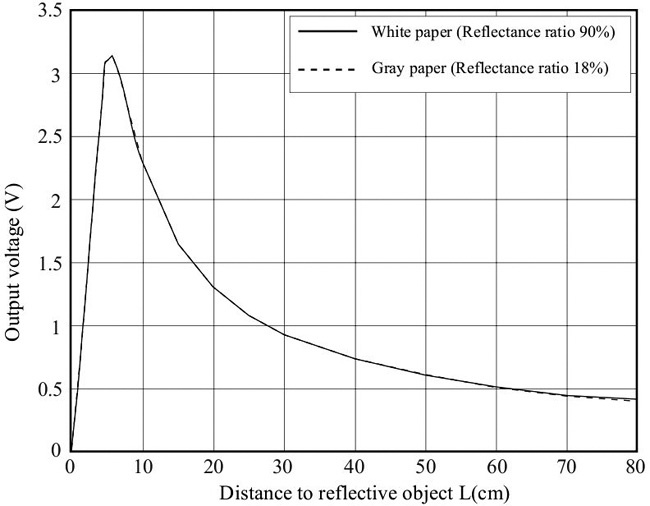 3.5
White paper (Reflectance ratio 90%)
Gray paper (Reflectance ratio 18%)
3
2.5
2
1.5
1
0.5
0
Output voltage (V)
0 10 20 30 40 50 60 70 80
Distance to reflective object L(cm)